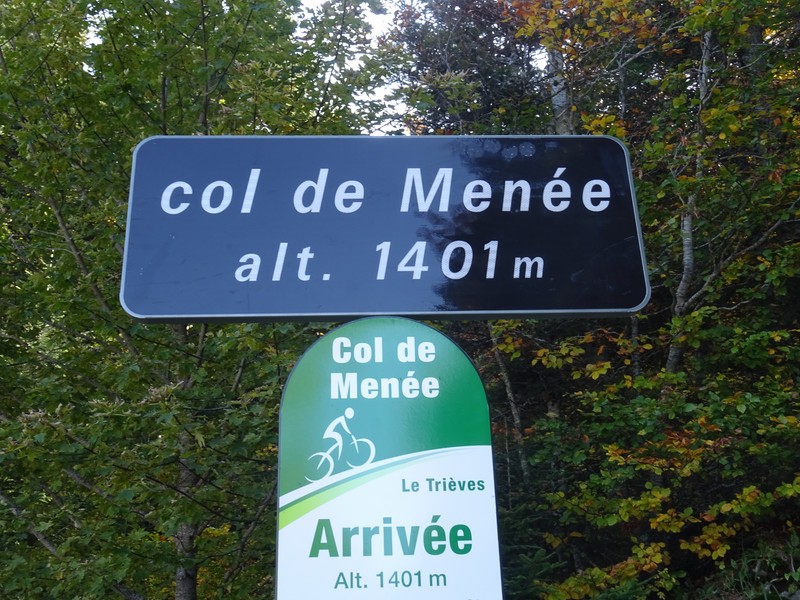 col de Menée
alt. 1401 m
Col de
Menée
Le Trièves
Arrivée
Alt. 1401 m